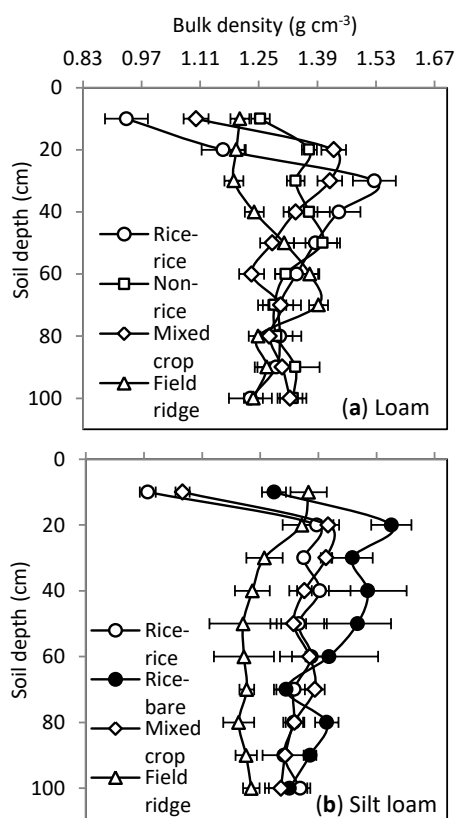 Bulk density (g cm⁻³)
0.83 0.97 1.11 1.25 1.39 1.53 1.67
0
20
40
60
80
100
Soil depth (cm)
Rice-
rice
Non-
rice
Mixed
crop
Field
ridge
(a) Loam
0
20
40
60
80
100
Soil depth (cm)
Rice-
rice
Rice-
bare
Mixed
crop
Field
ridge
(b) Silt loam